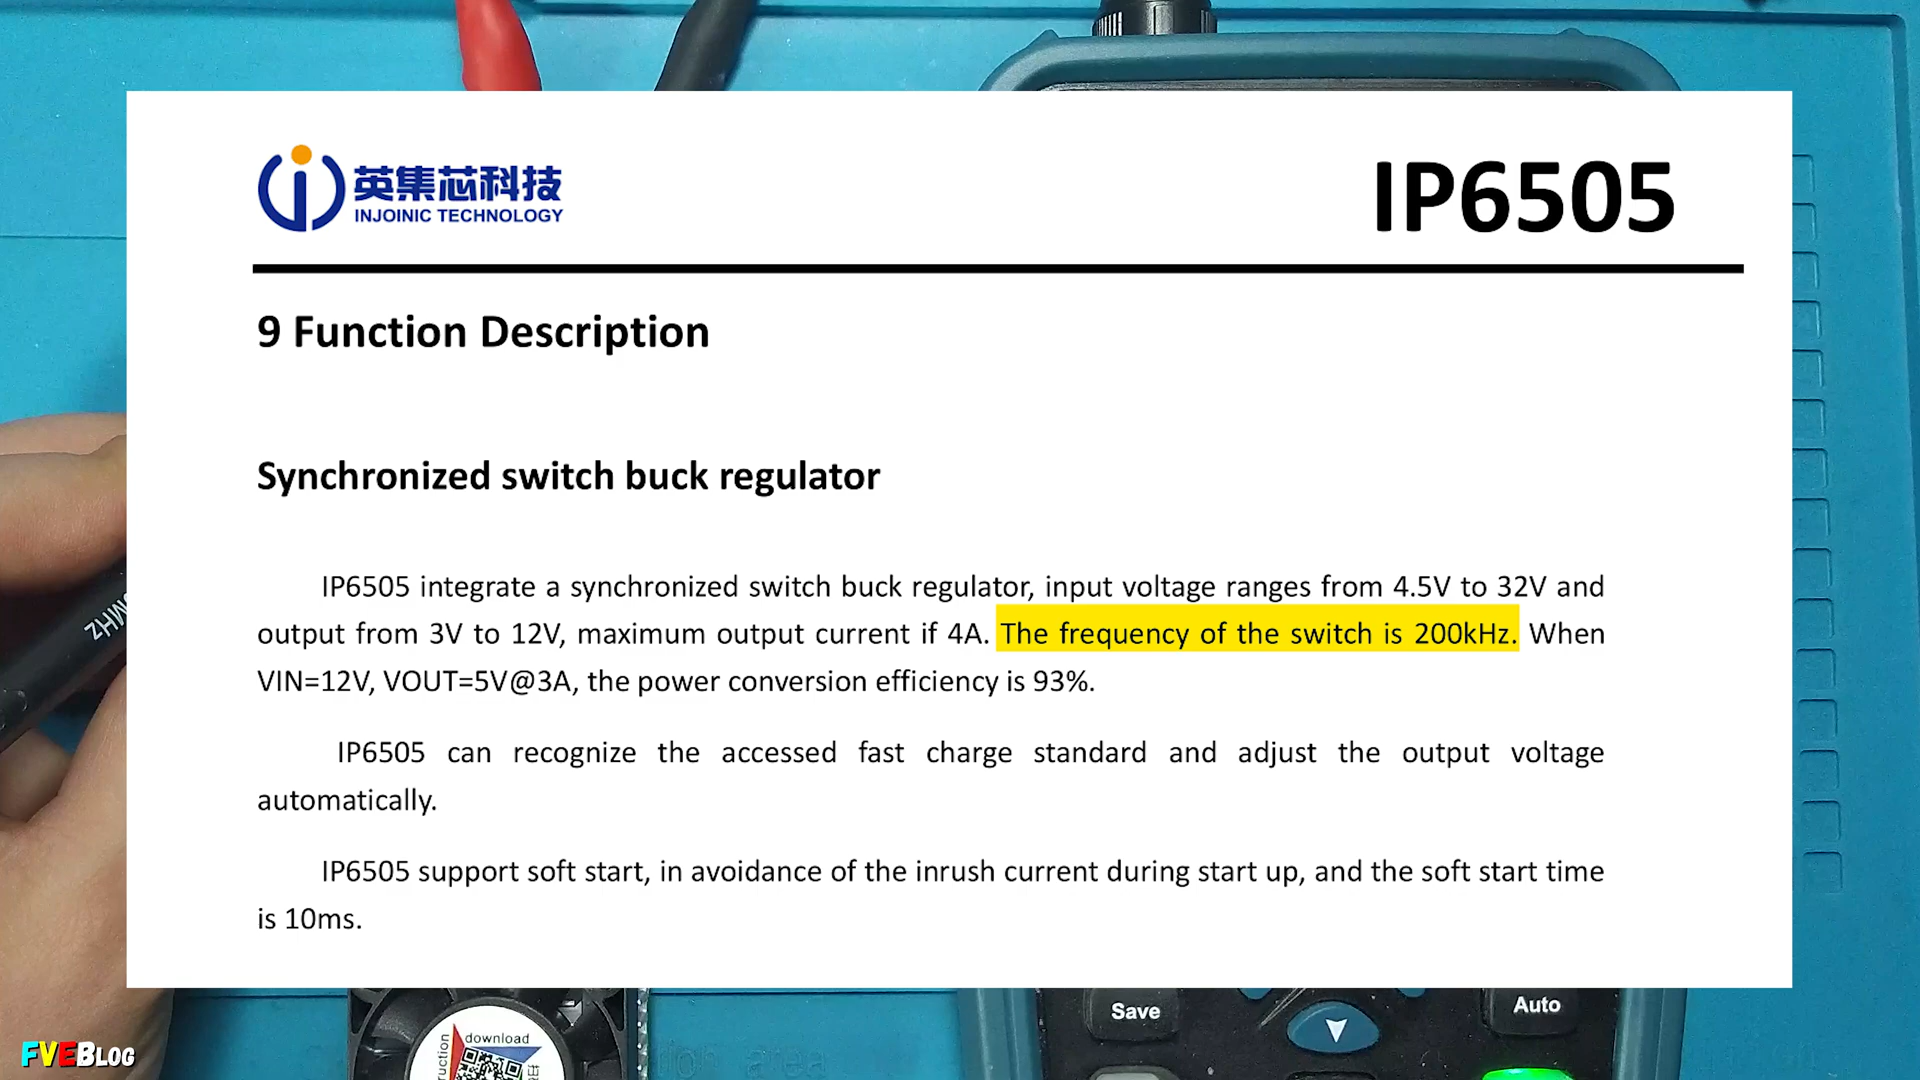 英集芯科技
INJOINIC TECHNOLOGY
IP6505
9 Function Description
Synchronized switch buck regulator
IP6505 integrate a synchronized switch buck regulator, input voltage ranges from 4.5V to 32V and
output from 3V to 12V, maximum output current if 4A. The frequency of the switch is 200kHz. When
VIN=12V, VOUT=5V@3A, the power conversion efficiency is 93%.
IP6505 can recognize the accessed fast charge standard and adjust the output voltage
automatically.
IP6505 support soft start, in avoidance of the inrush current during start up, and the soft start time
is 10ms.
MHz
Save
Auto
download
FVEBLOG